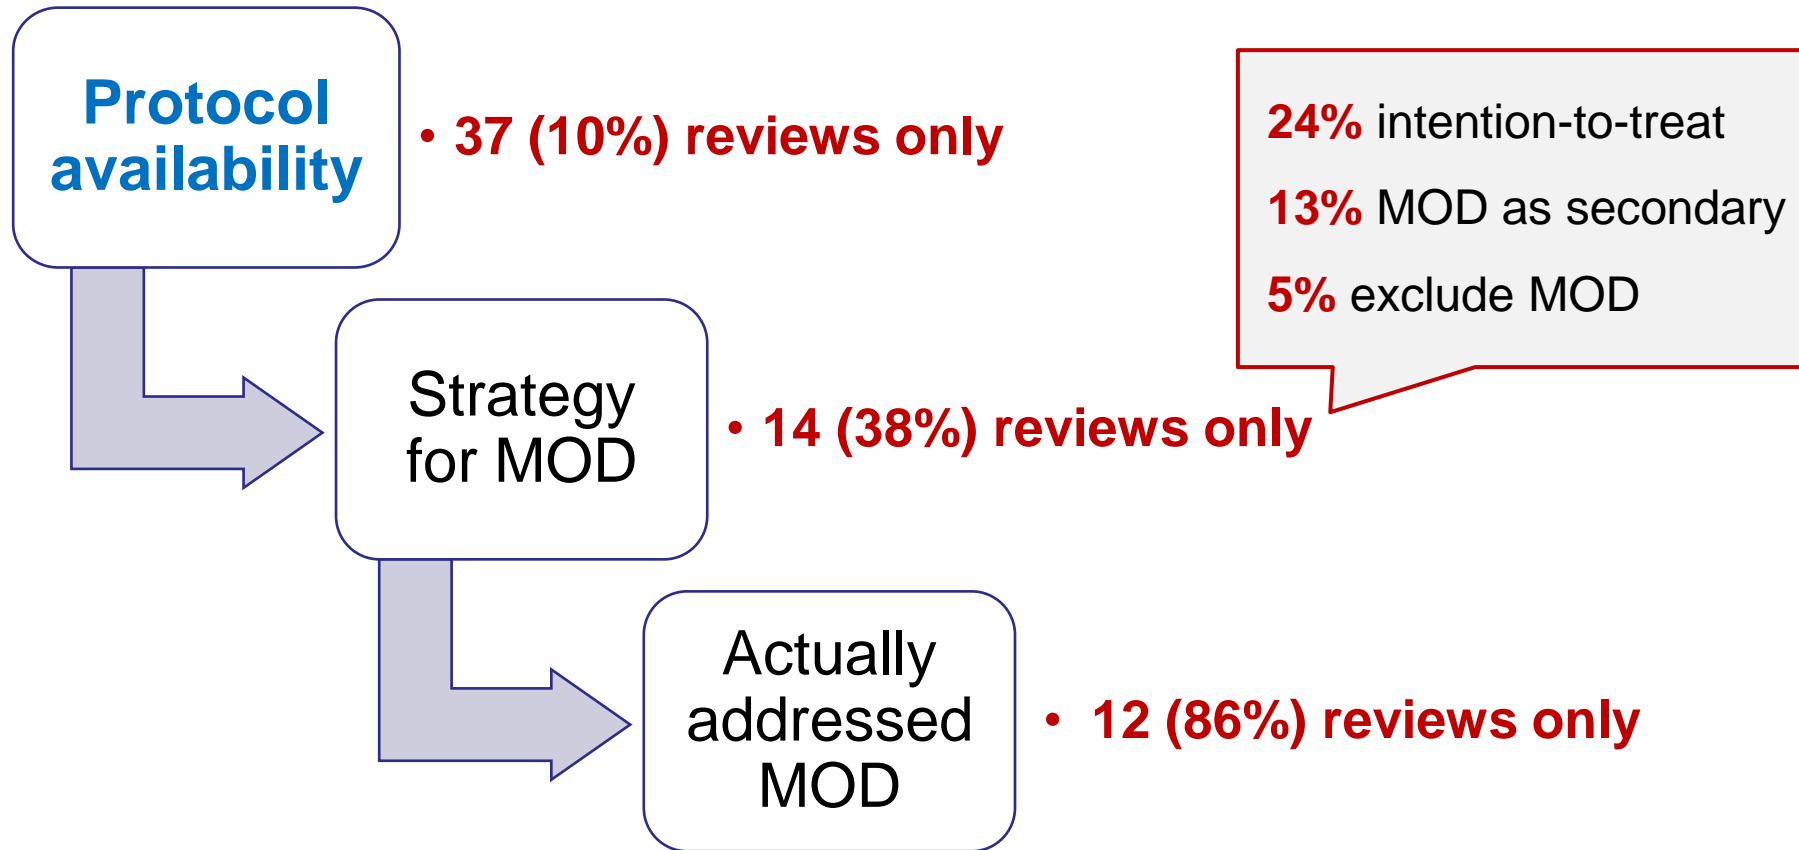 Protocol
availability
• 37 (10%) reviews only
24% intention-to-treat
13% MOD as secondary
5% exclude MOD
Strategy
for MOD
• 14 (38%) reviews only
Actually
addressed
MOD
• 12 (86%) reviews only